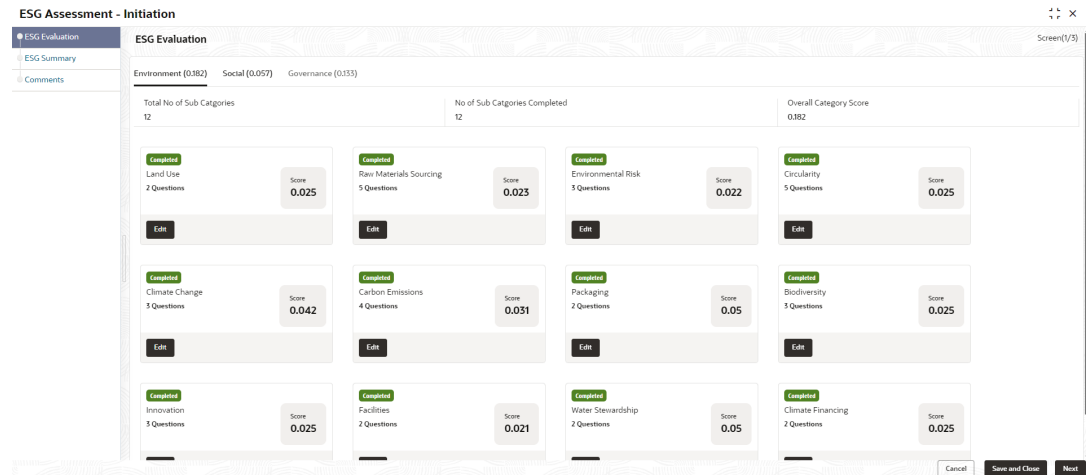 ESG Assessment - Initiation
ESG Evaluation
ESG Summary
Comments
ESG Evaluation
Screen(1/3)
Environment (0.182) Social (0.057) Governance (0.133)
Total No of Sub Catgories
12
No of Sub Catgories Completed
12
Overall Category Score
0.182
Completed
Land Use
2 Questions
Score
0.025
Edit
Completed
Raw Materials Sourcing
5 Questions
Score
0.023
Edit
Completed
Environmental Risk
3 Questions
Score
0.022
Edit
Completed
Circularity
5 Questions
Score
0.025
Edit
Completed
Climate Change
3 Questions
Score
0.042
Edit
Completed
Carbon Emissions
4 Questions
Score
0.031
Edit
Completed
Packaging
2 Questions
Score
0.05
Edit
Completed
Biodiversity
3 Questions
Score
0.025
Edit
Completed
Innovation
3 Questions
Score
0.025
Completed
Facilities
2 Questions
Score
0.021
Completed
Water Stewardship
2 Questions
Score
0.05
Completed
Climate Financing
2 Questions
Score
0.025
Cancel Save and Close Next